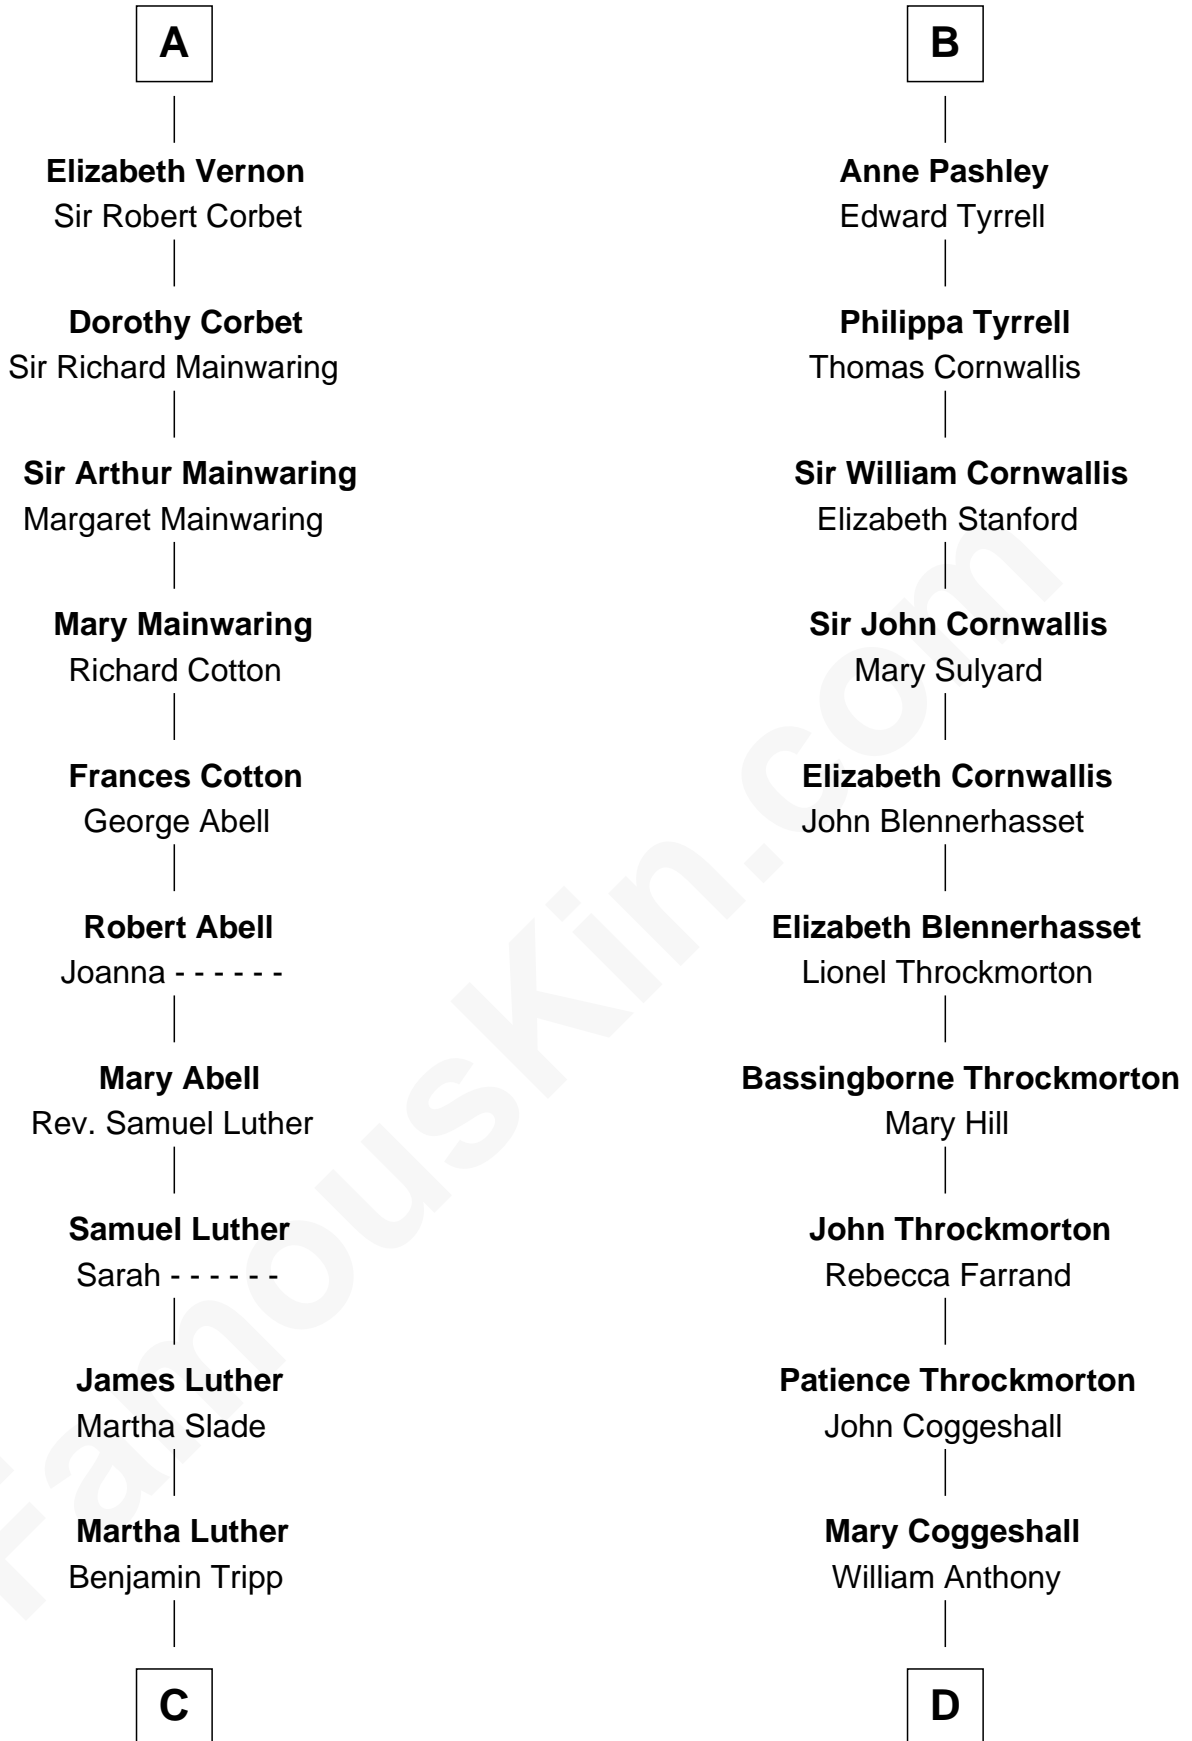 A
Elizabeth Vernon
Sir Robert Corbet
Dorothy Corbet
Sir Richard Mainwaring
Sir Arthur Mainwaring
Margaret Mainwaring
Mary Mainwaring
Richard Cotton
Frances Cotton
George Abell
Robert Abell
Joanna - - - - - -
Mary Abell
Rev. Samuel Luther
Samuel Luther
Sarah - - - - - -
James Luther
Martha Slade
Martha Luther
Benjamin Tripp
C
B
Anne Pashley
Edward Tyrrell
Philippa Tyrrell
Thomas Cornwallis
Sir William Cornwallis
Elizabeth Stanford
Sir John Cornwallis
Mary Sulyard
Elizabeth Cornwallis
John Blennerhasset
Elizabeth Blennerhasset
Lionel Throckmorton
Bassingborne Throckmorton
Mary Hill
John Throckmorton
Rebecca Farrand
Patience Throckmorton
John Coggeshall
Mary Coggeshall
William Anthony
D
FamousKin.com